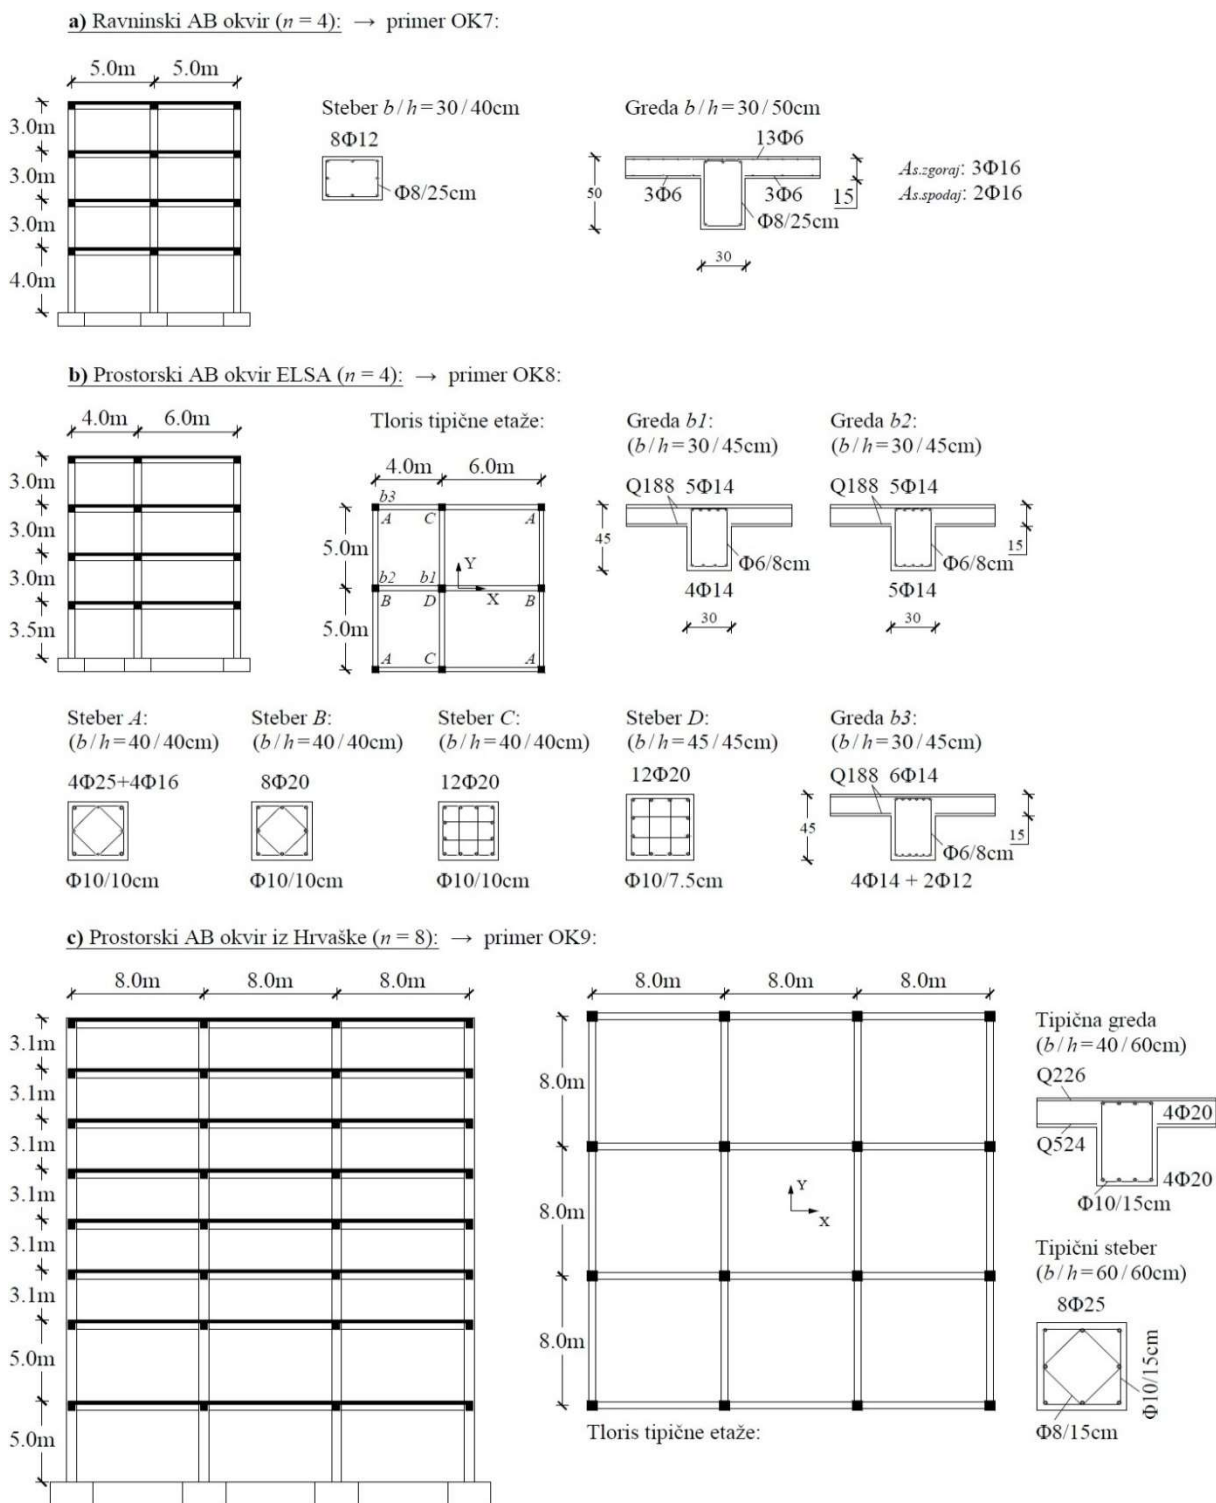 a) Ravninski AB okvir (n = 4): → primer OK7:
5.0m 5.0m
3.0m
3.0m
3.0m
4.0m
Steber b/h=30/40cm
8Φ12
Φ8/25cm
Greda b/h=30/50cm
13Φ6
50
3Φ6 3Φ6
15
Φ8/25cm
30
As.zgoraj: 3Φ16
As.spodaj: 2Φ16
b) Prostorski AB okvir ELSA (n = 4): → primer OK8:
4.0m 6.0m
3.0m
3.0m
3.0m
3.5m
Tloris tipične etaže:
4.0m 6.0m
b3
A C A
5.0m
Y
b2 b1
X
B D B
5.0m
A C A
Greda b1:
(b/h=30/45cm)
Q188 5Φ14
45
Φ6/8cm
4Φ14
30
Greda b2:
(b/h=30/45cm)
Q188 5Φ14
15
Φ6/8cm
5Φ14
30
Steber A:
(b/h=40/40cm)
4Φ25+4Φ16
Φ10/10cm
Steber B:
(b/h=40/40cm)
8Φ20
Φ10/10cm
Steber C:
(b/h=40/40cm)
12Φ20
Φ10/10cm
Steber D:
(b/h=45/45cm)
12Φ20
Φ10/7.5cm
Greda b3:
(b/h=30/45cm)
Q188 6Φ14
45
15
Φ6/8cm
4Φ14 + 2Φ12
c) Prostorski AB okvir iz Hrvaške (n = 8): → primer OK9:
8.0m 8.0m 8.0m
3.1m
3.1m
3.1m
3.1m
3.1m
3.1m
5.0m
5.0m
8.0m 8.0m 8.0m
8.0m
8.0m
8.0m
Y
X
Tloris tipične etaže:
Tipična greda
(b/h=40/60cm)
Q226
4Φ20
Q524
4Φ20
Φ10/15cm
Tipični steber
(b/h=60/60cm)
8Φ25
Φ10/15cm
Φ8/15cm